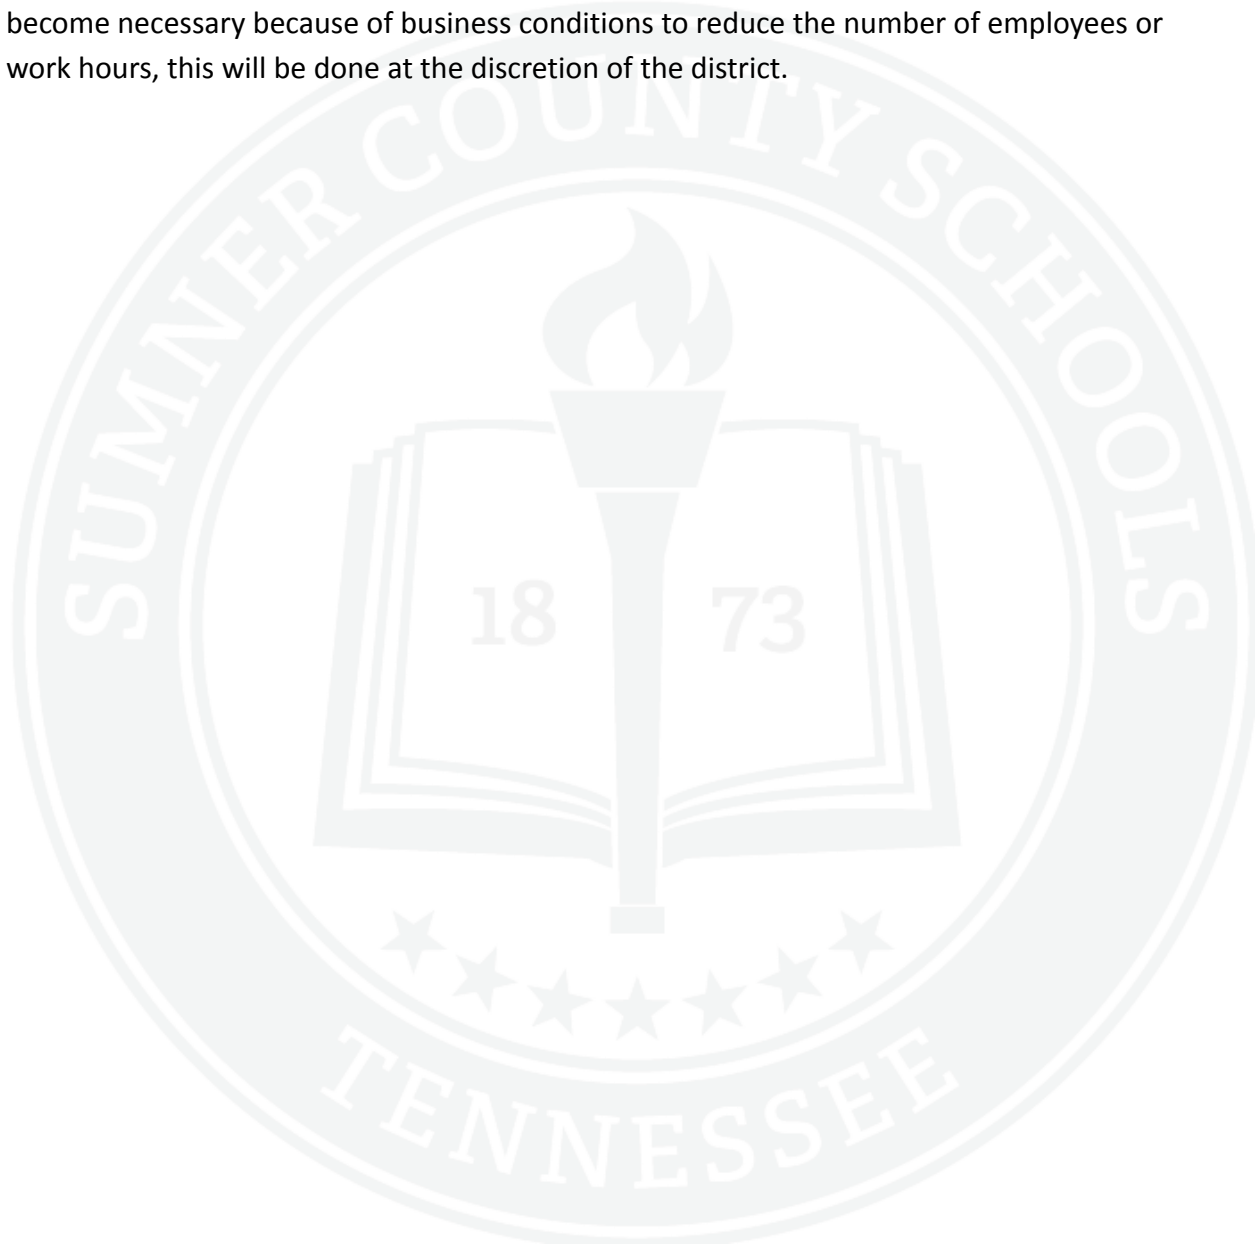 become necessary because of business conditions to reduce the number of employees or
work hours, this will be done at the discretion of the district.
SUMNER COUNTY SCHOOLS
18 73
TENNESSEE